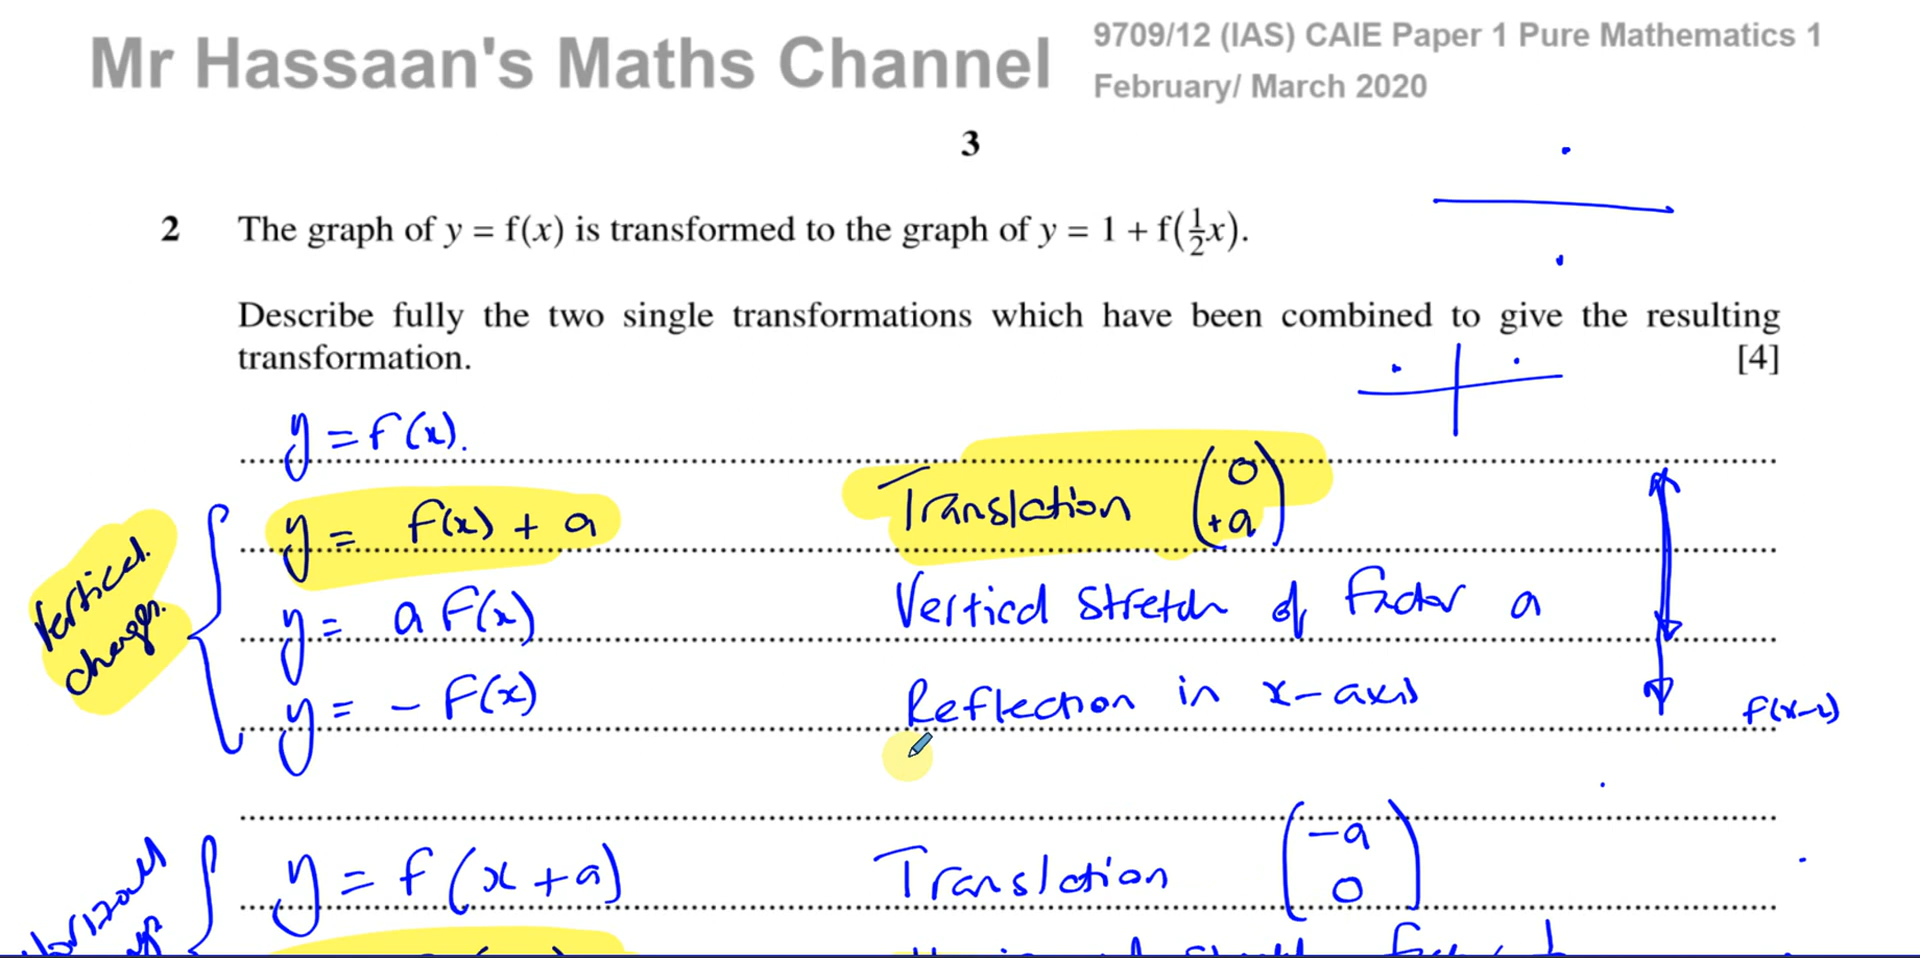 Mr Hassaan's Maths Channel
9709/12 (IAS) CAIE Paper 1 Pure Mathematics 1
February/ March 2020
3
2 The graph of y = f(x) is transformed to the graph of y = 1 + f(½x).
Describe fully the two single transformations which have been combined to give the resulting
transformation. [4]
y = f(x).
y = f(x) + a Translation (0 +a)
Vertical change.
y = a f(x) Vertical stretch of factor a
y = - f(x) Reflection in x-axis
f(x-2)
y = f(x+a) Translation (-a 0)
Horizontal